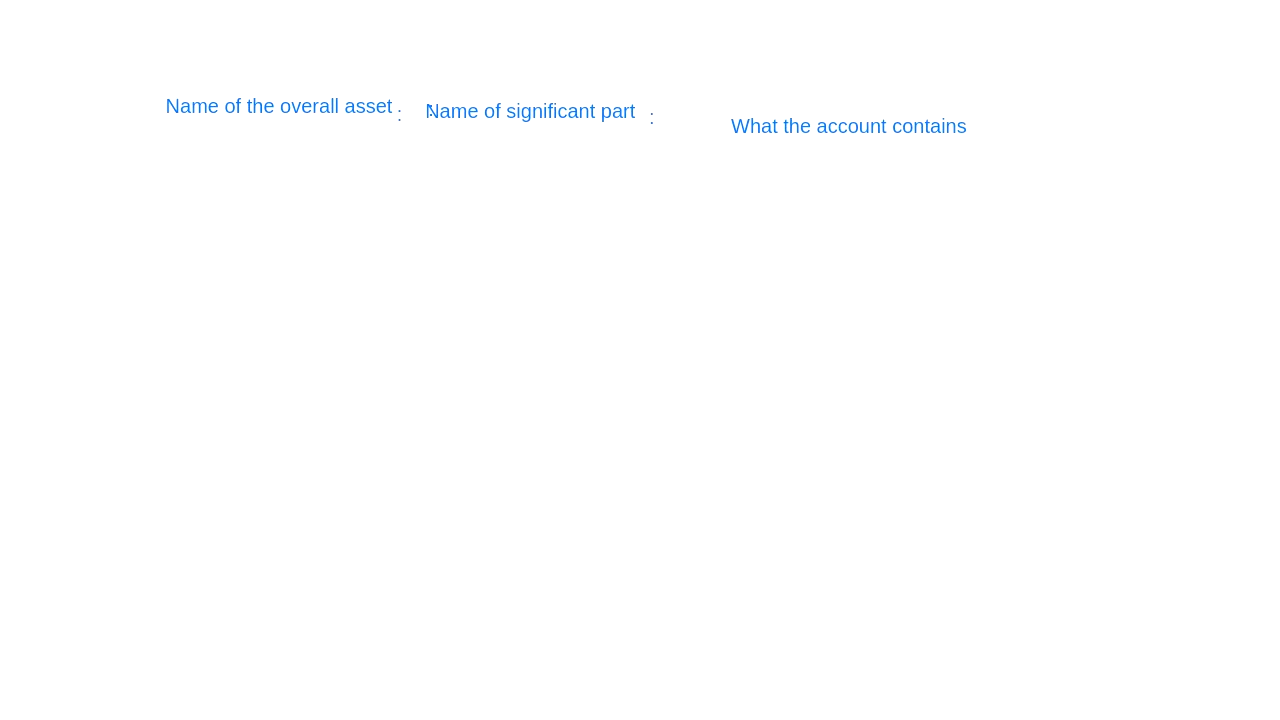 Name of the overall asset : : Name of significant part : What the account contains